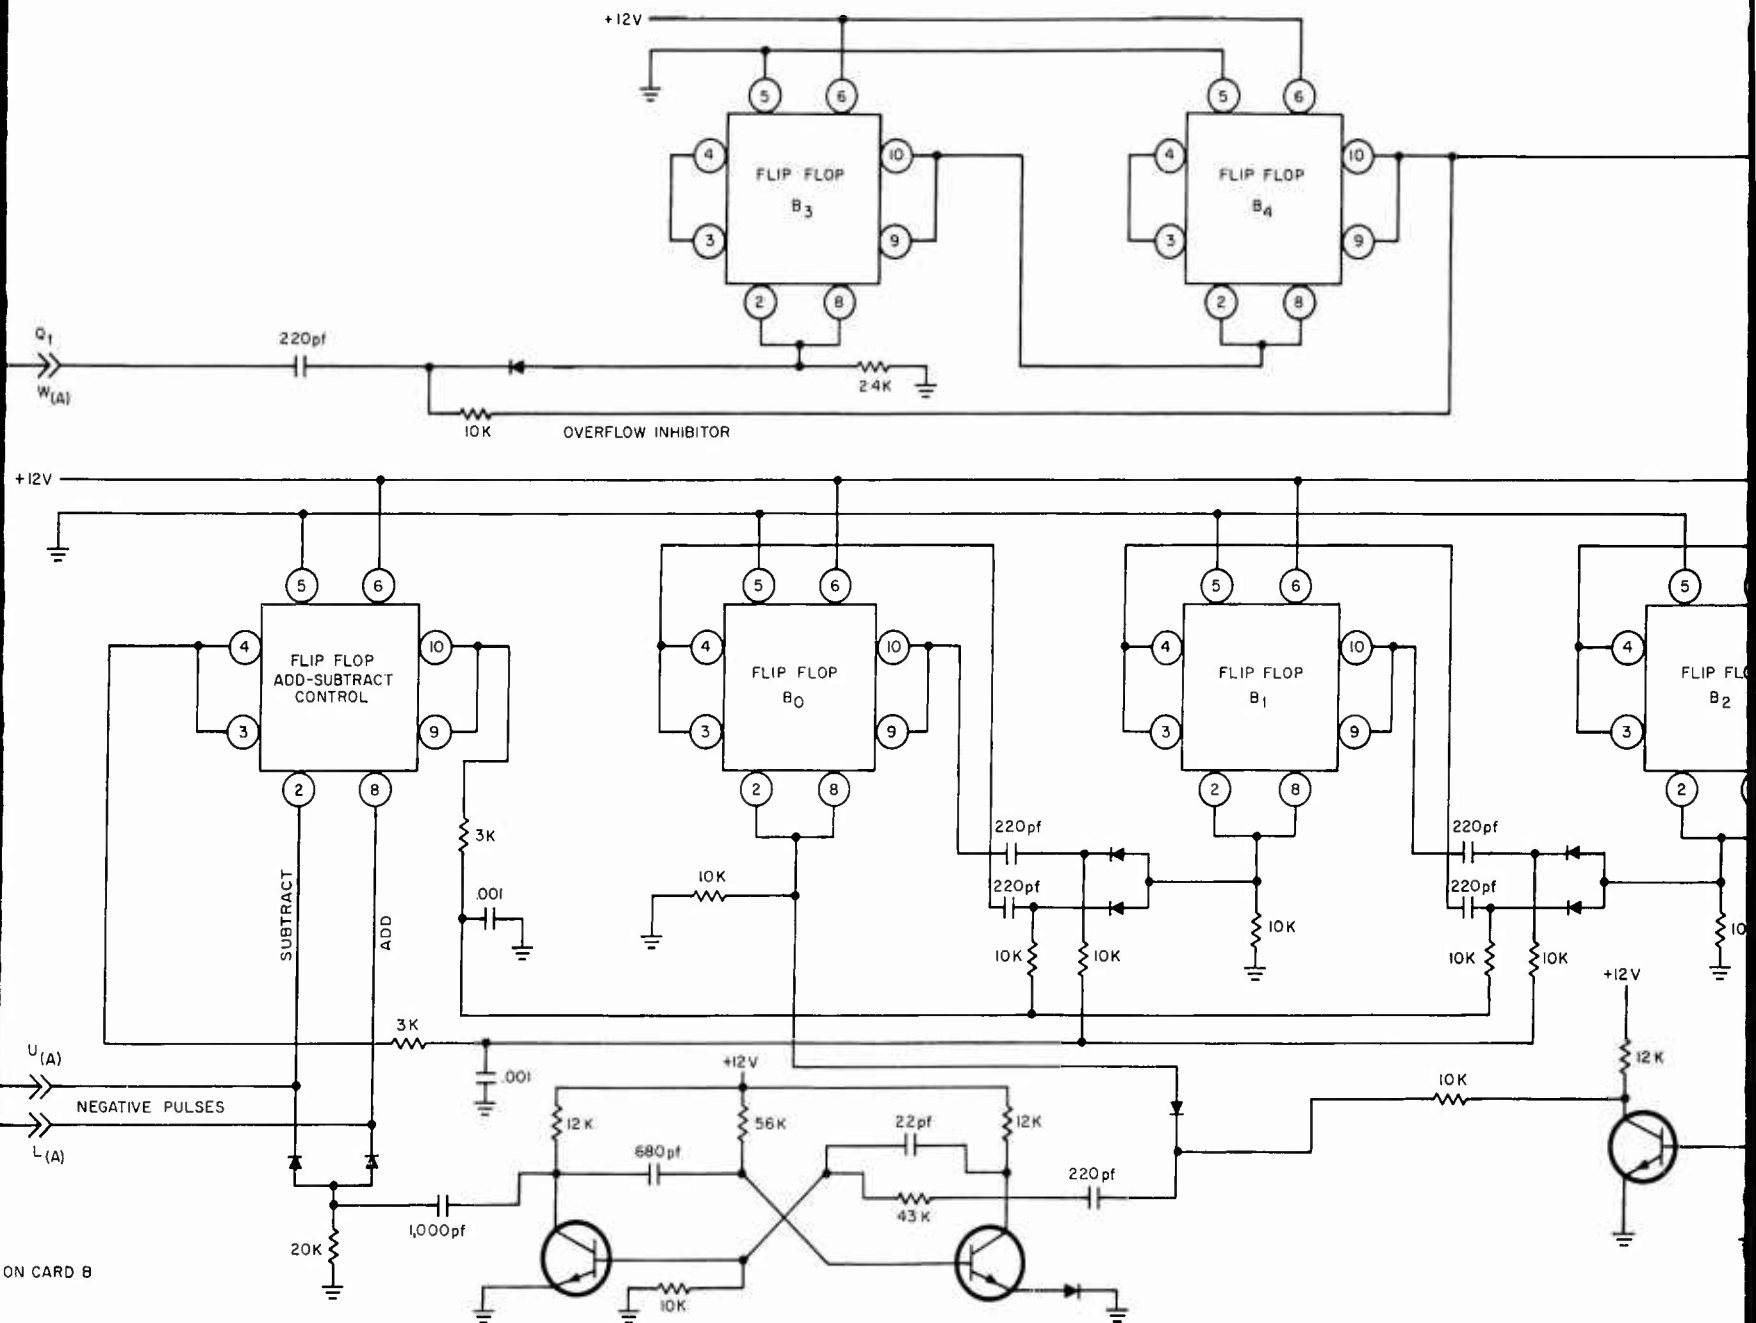 +12V
5 6 5 6
4 10 4 10
FLIP FLOP
B3
FLIP FLOP
B4
3 9 3 9
2 8 2 8
Q1
W(A)
220pf
24K
10K
OVERFLOW INHIBITOR
+12V
5 6 5 6 5 6 5
4 10 4 10 4 10 4
FLIP FLOP
ADD-SUBTRACT
CONTROL
FLIP FLOP
B0
FLIP FLOP
B1
FLIP
B2
3 9 3 9 3 9 3
2 8 2 8 2 8 2
3K
220pf
220pf
220pf
220pf
SUBTRACT
ADD
.001
10K
10K
10K
10K
10K
10K
10
+12V
3K
.001
12K
10K
U(A)
NEGATIVE PULSES
L(A)
+12V
12K
56K
22pf
12K
680pf
220pf
43K
1,000pf
20K
10K
ON CARD B